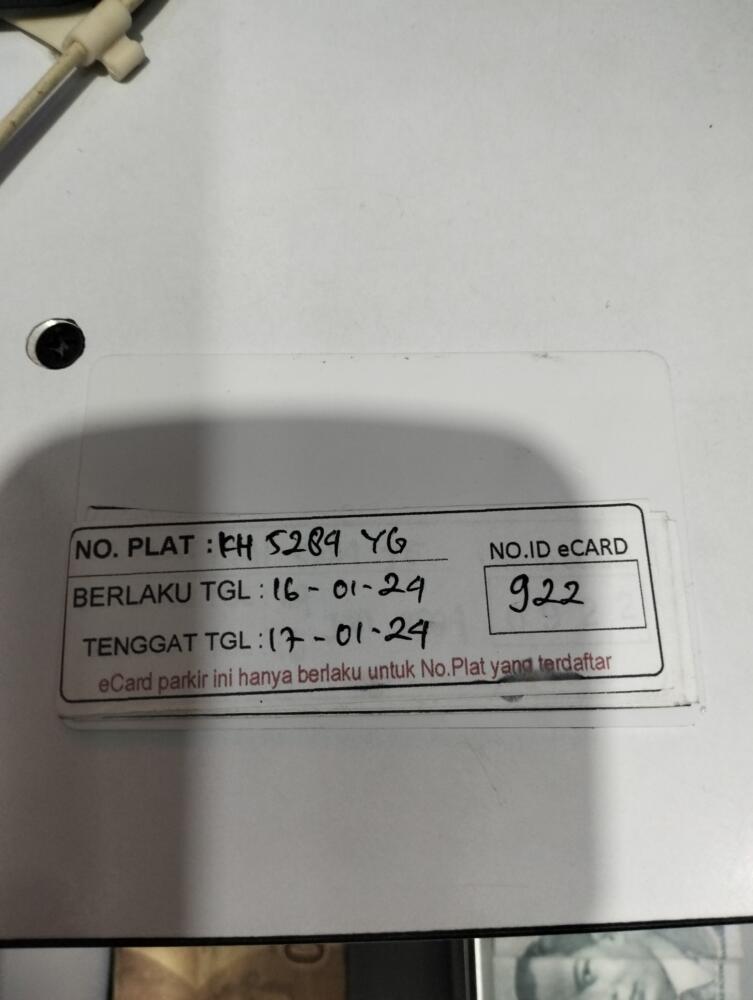 NO. PLAT : KH 5289 YG
BERLAKU TGL : 16 - 01 - 24
TENGGAT TGL : 17 - 01 - 24
NO.ID eCARD
922
eCard parkir ini hanya berlaku untuk No.Plat yang terdaftar